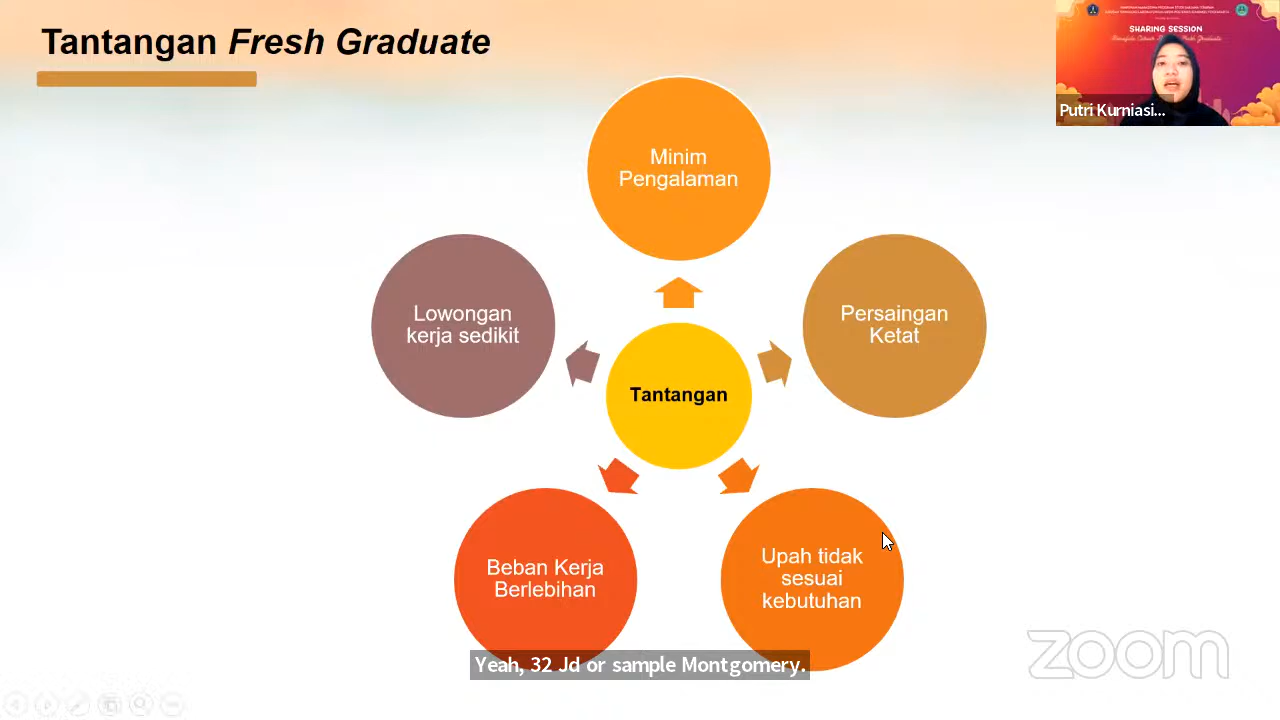 Tantangan Fresh Graduate
SHARING SESSION
Putri Kurniasi...
Minim
Pengalaman
Lowongan
kerja sedikit
Persaingan
Ketat
Tantangan
Beban Kerja
Berlebihan
Upah tidak
sesuai
kebutuhan
Yeah, 32 Jd or sample Montgomery.
zoom